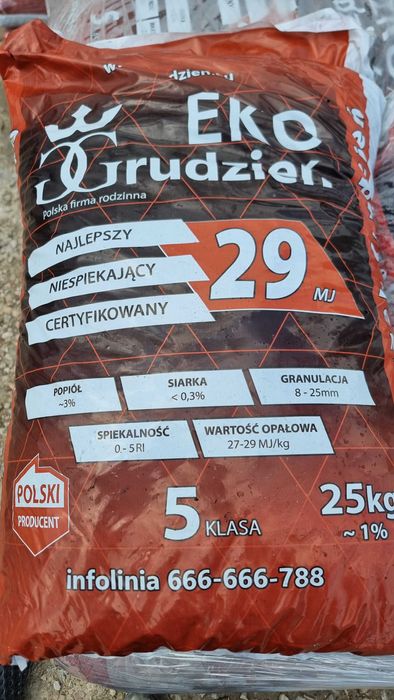 EKO
Grudzień.
Polska firma rodzinna
NAJLEPSZY
NIESPIEKAJĄCY
CERTYFIKOWANY
29 MJ
POPIÓŁ
~3%
SIARKA
< 0,3%
GRANULACJA
8 - 25mm
SPIEKALNOŚĆ
0 - 5 RI
WARTOŚĆ OPAŁOWA
27-29 MJ/kg
POLSKI
PRODUCENT
5 KLASA
25kg
~ 1%
infolinia 666-666-788